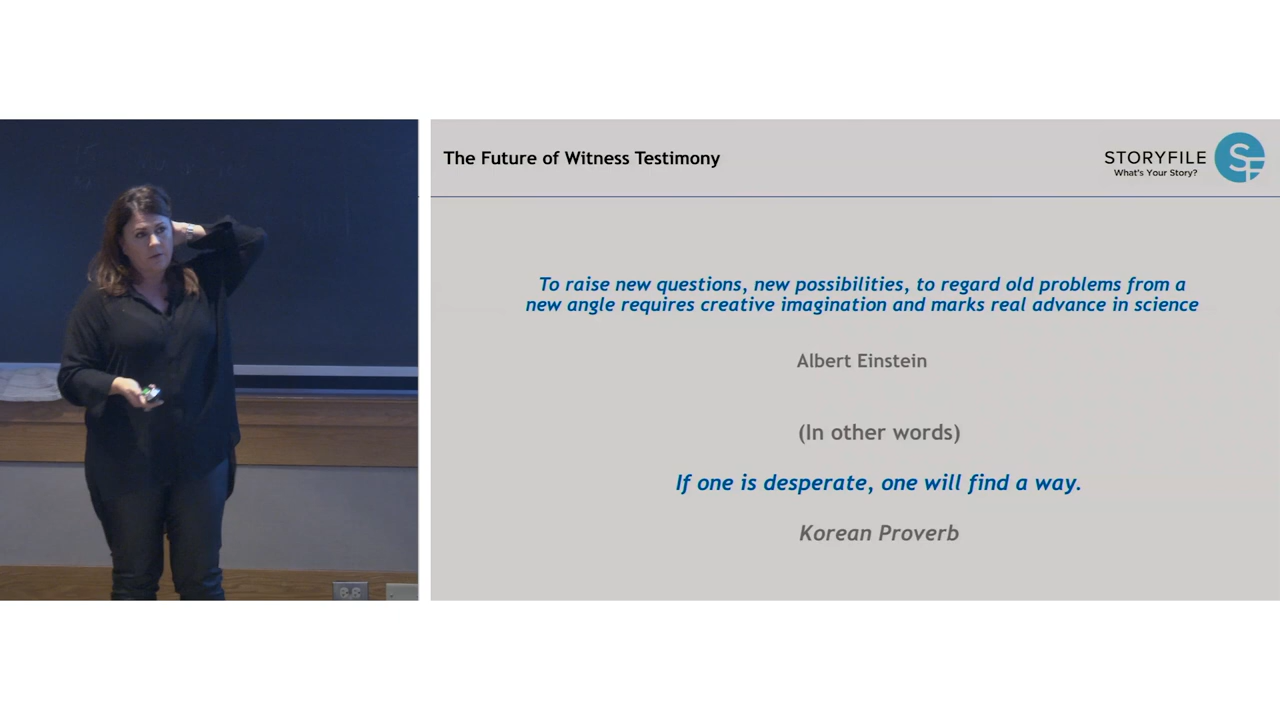 The Future of Witness Testimony
STORYFILE
What's Your Story?
SF
To raise new questions, new possibilities, to regard old problems from a
new angle requires creative imagination and marks real advance in science
Albert Einstein
(In other words)
If one is desperate, one will find a way.
Korean Proverb